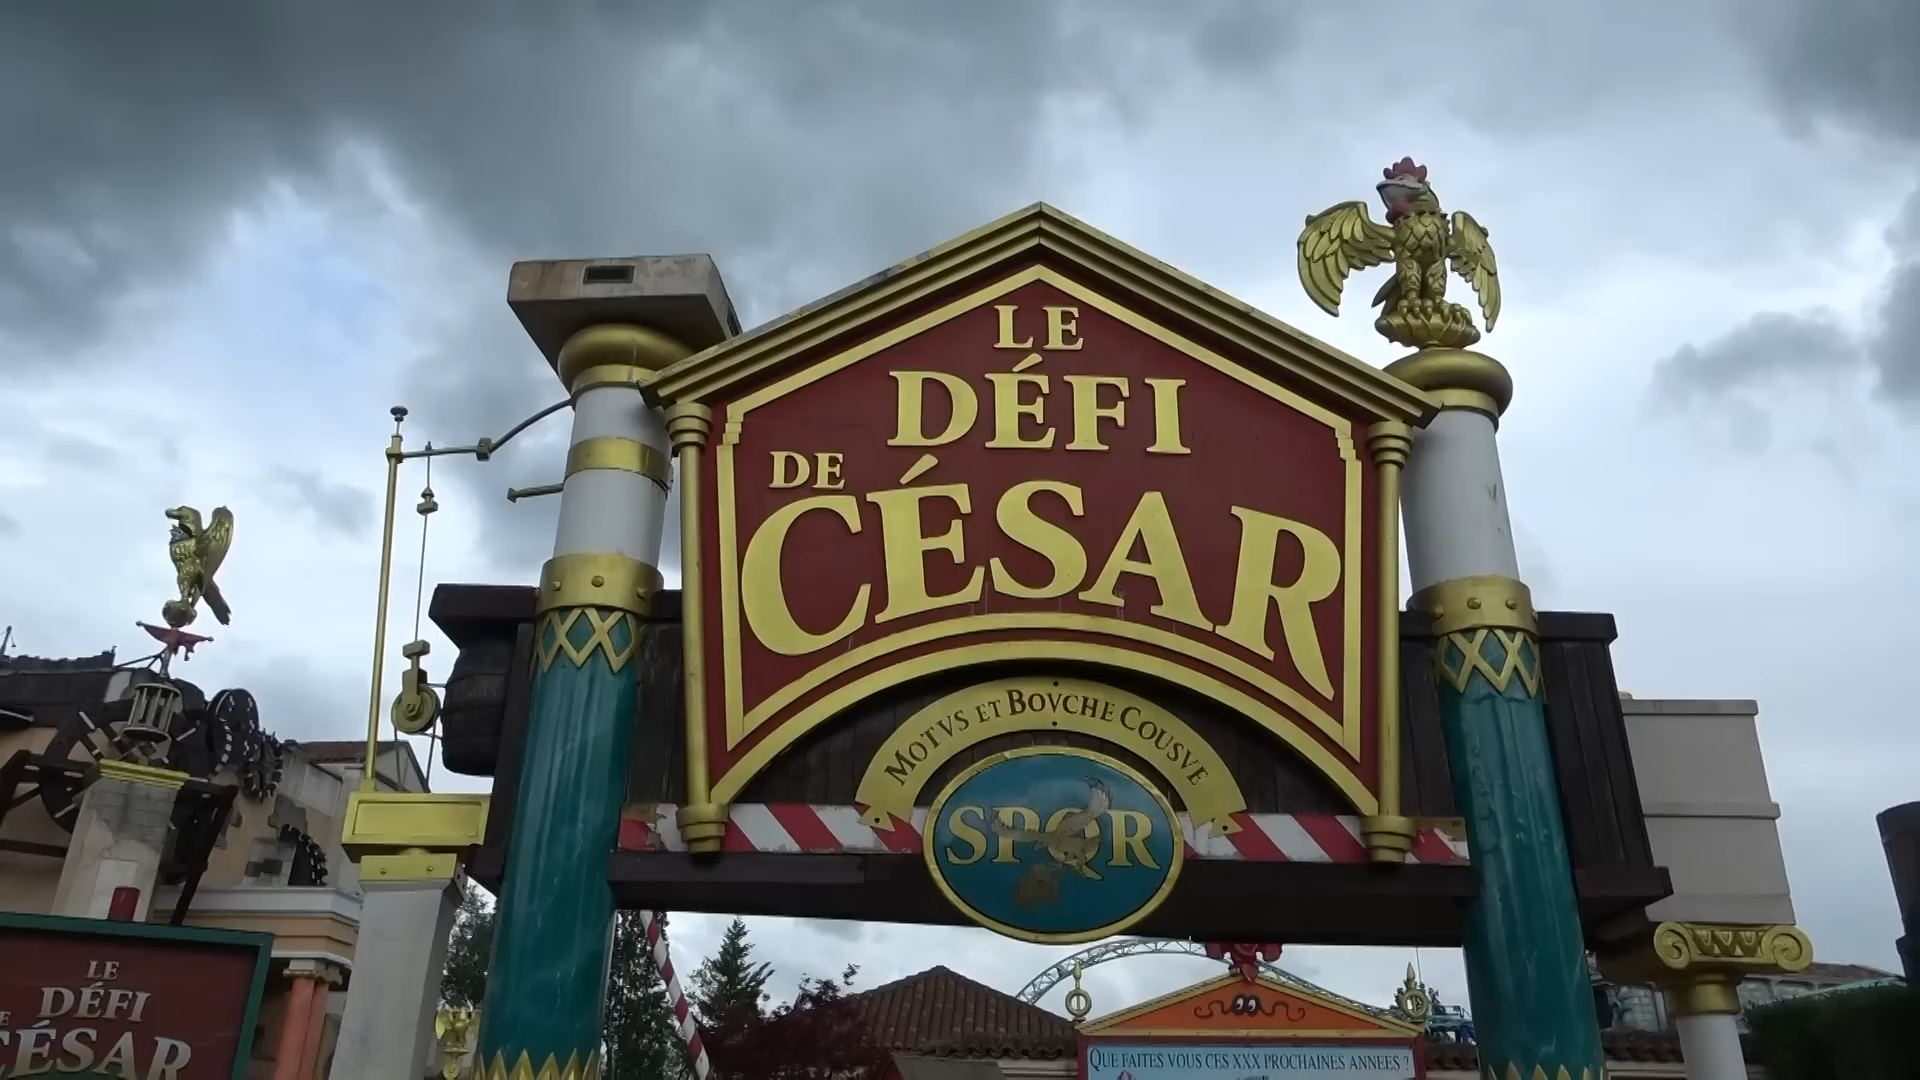 LE
DÉFI
DE
CÉSAR
MOTVS ET BOVCHE COUSVE
SPQR
LE
DÉFI
CÉSAR
QUE FAITES VOUS CES XXX PROCHAINES ANNEES ?